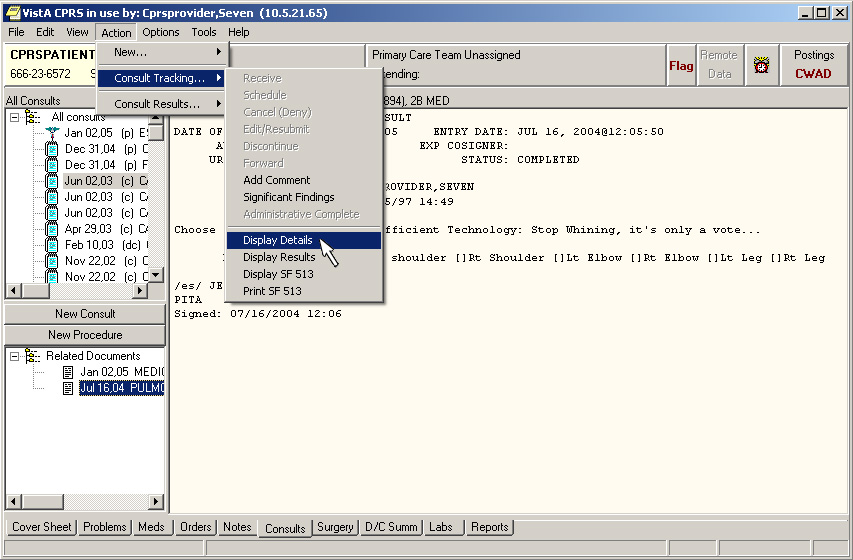 VistA CPRS in use by: Cprsprovider,Seven (10.5.21.65)
File Edit View Action Options Tools Help
CPRSPATIENT
666-23-6572
Primary Care Team Unassigned
ending:
Flag
Remote
Data
Postings
CWAD
New...
Consult Tracking...
Consult Results...
Receive
Schedule
Cancel (Deny)
Edit/Resubmit
Discontinue
Forward
Add Comment
Significant Findings
Administrative Complete
Display Details
Display Results
Display SF 513
Print SF 513
All Consults
894), 2B MED
All consults
Jan 02,05 (p) ES
Dec 31,04 (p) C
Dec 31,04 (p) F
Jun 02,03 (c) CA
Jun 02,03 (c) CA
Jun 02,03 (c) CA
Apr 29,03 (c) CA
Feb 10,03 (dc) C
Nov 22,02 (c) C
Nov 22,02 (c) CA
New Consult
New Procedure
Related Documents
Jan 02,05 MEDIC
Jul 16,04 PULMO
SULT
DATE OF 05 ENTRY DATE: JUL 16, 2004@12:05:50
A EXP COSIGNER:
UR STATUS: COMPLETED
ROVIDER,SEVEN
5/97 14:49
Choose fficient Technology: Stop Whining, it's only a vote...
shoulder []Rt Shoulder []Lt Elbow []Rt Elbow []Lt Leg []Rt Leg
/es/ JE
PITA
Signed: 07/16/2004 12:06
Cover Sheet Problems Meds Orders Notes Consults Surgery D/C Summ Labs Reports